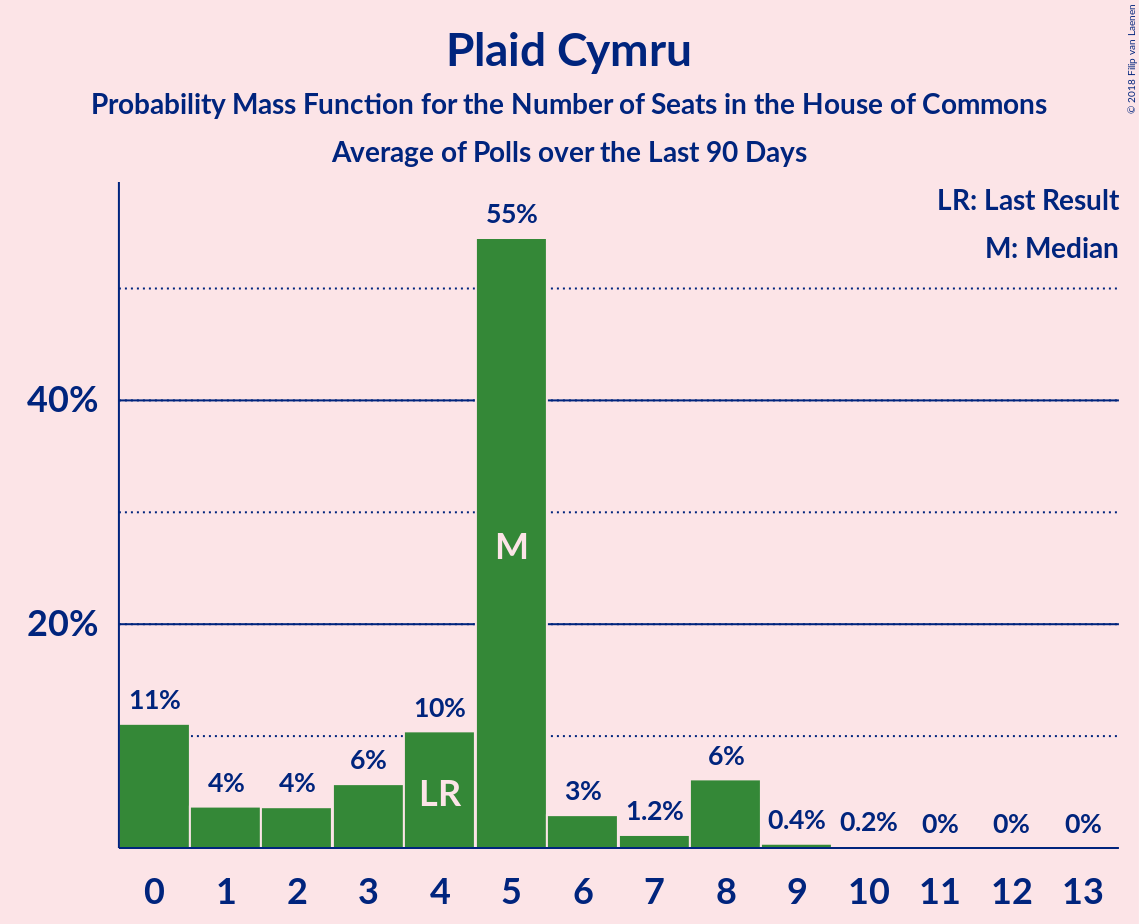 Plaid Cymru
Probability Mass Function for the Number of Seats in the House of Commons
Average of Polls over the Last 90 Days
© 2018 Filip van Laenen
LR: Last Result
M: Median
55%
40%
M
20%
11%
4%
4%
6%
10%
LR
3%
1.2%
6%
0.4%
0.2%
0%
0%
0%
0 1 2 3 4 5 6 7 8 9 10 11 12 13